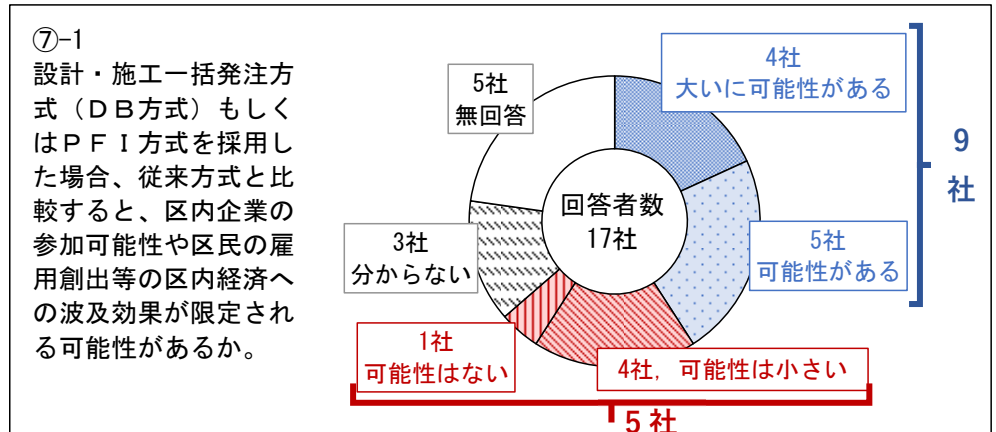 ⑦-1
設計・施工一括発注方
式（ＤＢ方式）もしく
はＰＦＩ方式を採用し
た場合、従来方式と比
較すると、区内企業の
参加可能性や区民の雇
用創出等の区内経済へ
の波及効果が限定され
る可能性があるか。
5社
無回答
4社
大いに可能性がある
9
社
回答者数
17社
3社
分からない
5社
可能性がある
1社
可能性はない
4社, 可能性は小さい
5社